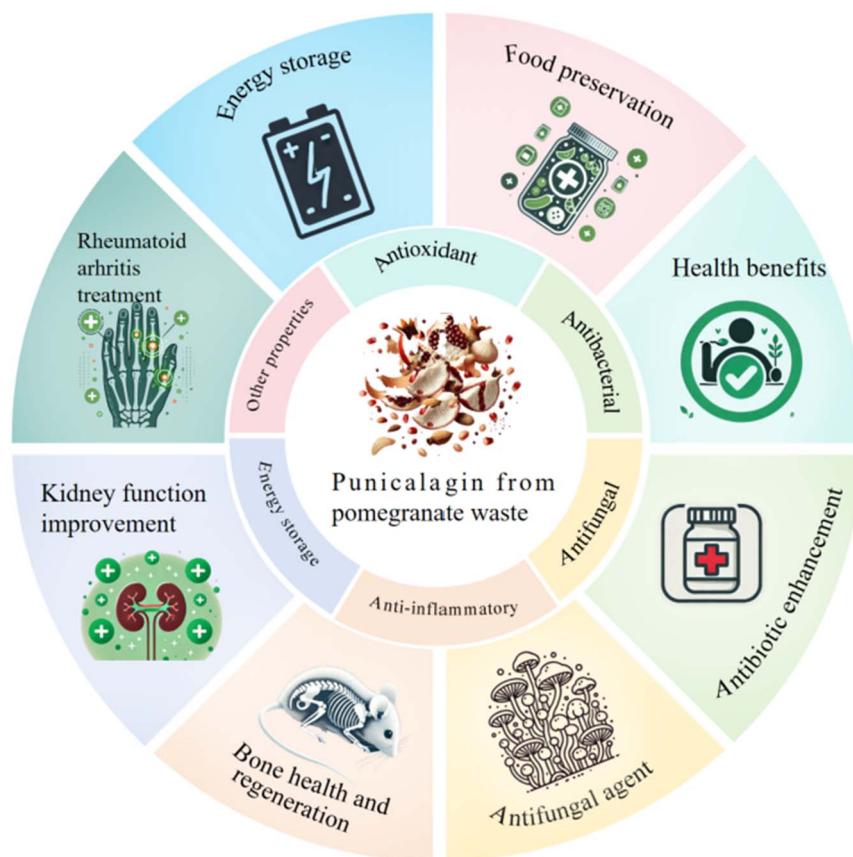 Energy storage
Food preservation
Health benefits
Antibiotic enhancement
Antifungal agent
Bone health and
regeneration
Kidney function
improvement
Rheumatoid
arhritis
treatment
Antioxidant
Antibacterial
Antifungal
Anti-inflammatory
Energy storage
Other properties
Punicalagin from
pomegranate waste